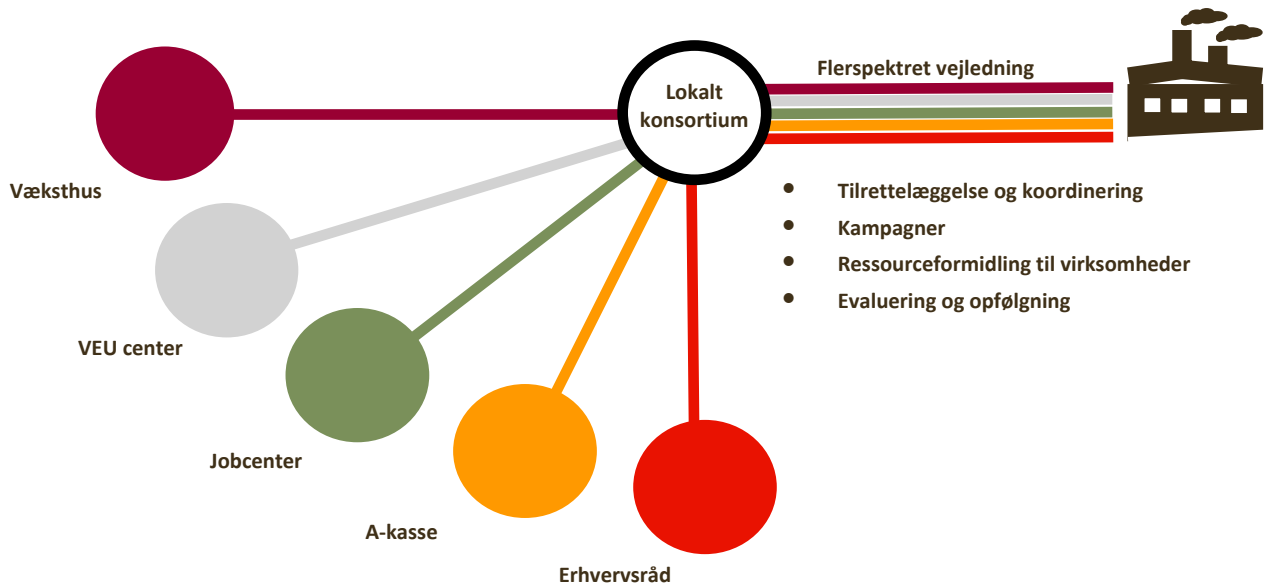 Flerspektret vejledning
Lokalt
konsortium
Væksthus
• Tilrettelæggelse og koordinering
• Kampagner
• Ressourceformidling til virksomheder
• Evaluering og opfølgning
VEU center
Jobcenter
A-kasse
Erhvervsråd